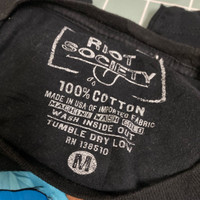 RIOT
SOCIETY
100% COTTON
MADE IN USA OF IMPORTED FABRIC
MACHINE WASH COLD
WASH INSIDE OUT
TUMBLE DRY LOW
RN 138510
M